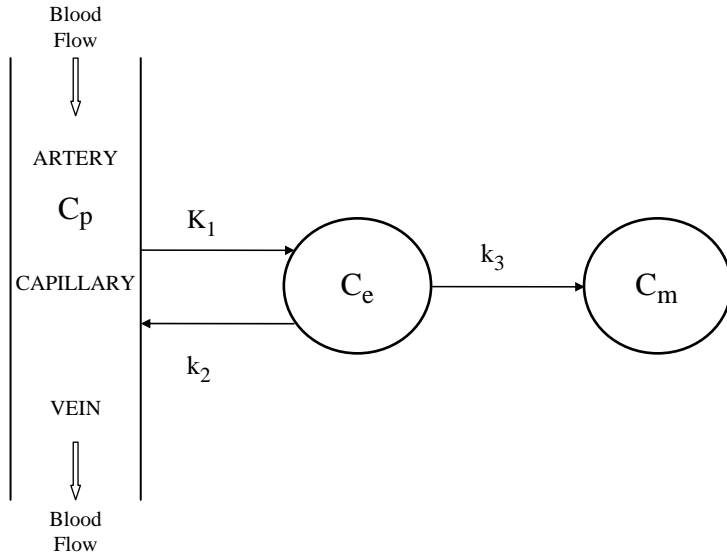 Blood
Flow
ARTERY
Cp
K1
CAPILLARY
Ce
k3
Cm
k2
VEIN
Blood
Flow